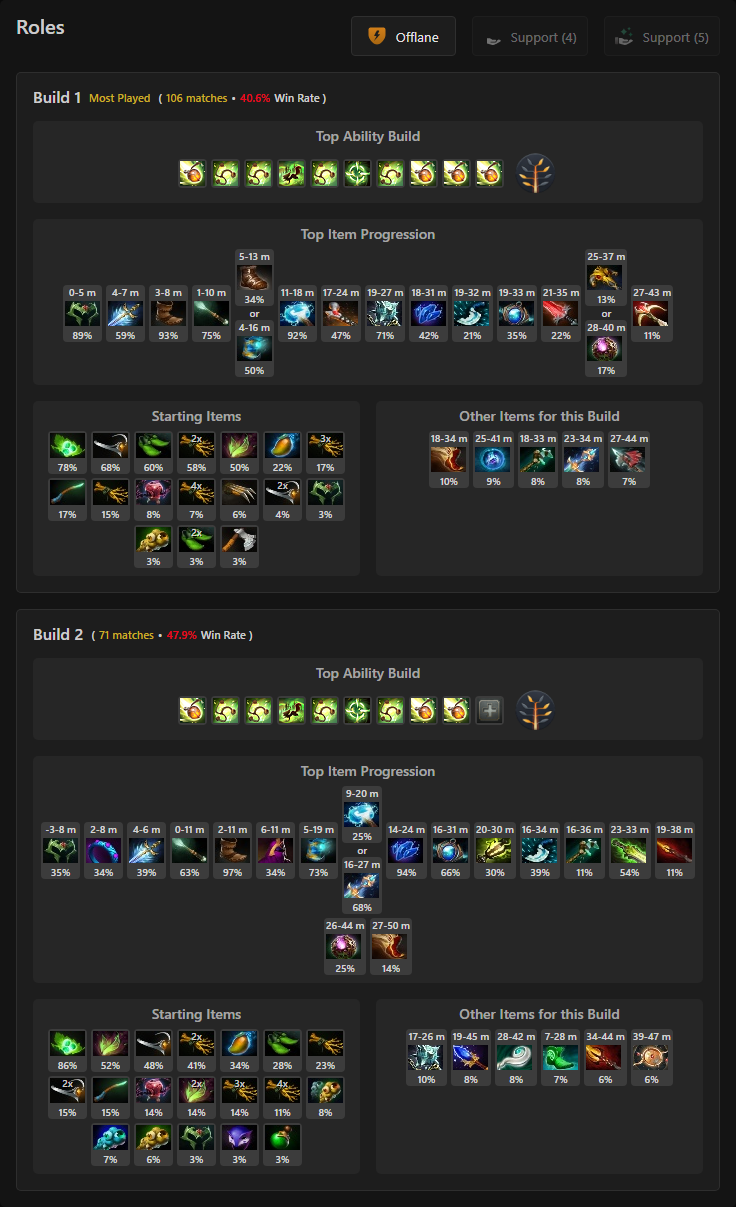 Roles
Offlane
Support (4)
Support (5)
Build 1 Most Played ( 106 matches • 40.6% Win Rate )
Top Ability Build
Top Item Progression
5-13 m 25-37 m
0-5 m 4-7 m 3-8 m 1-10 m 34% 11-18 m 17-24 m 19-27 m 18-31 m 19-32 m 19-33 m 21-35 m 13% 27-43 m
or or
4-16 m 28-40 m
89% 59% 93% 75% 92% 47% 71% 42% 21% 35% 22% 11%
50% 17%
Starting Items
2x 3x
78% 68% 60% 58% 50% 22% 17%
4x 2x
17% 15% 8% 7% 6% 4% 3%
2x
3% 3% 3%
Other Items for this Build
18-34 m 25-41 m 18-33 m 23-34 m 27-44 m
10% 9% 8% 8% 7%
Build 2 ( 71 matches • 47.9% Win Rate )
Top Ability Build
Top Item Progression
9-20 m
-3-8 m 2-8 m 4-6 m 0-11 m 2-11 m 6-11 m 5-19 m 25% 14-24 m 16-31 m 20-30 m 16-34 m 16-36 m 23-33 m 19-38 m
or
16-27 m
35% 34% 39% 63% 97% 34% 73% 94% 66% 30% 39% 11% 54% 11%
68%
26-44 m 27-50 m
25% 14%
Starting Items
2x
86% 52% 48% 41% 34% 28% 23%
2x 2x 3x 4x
15% 15% 14% 14% 14% 11% 8%
7% 6% 3% 3% 3%
Other Items for this Build
17-26 m 19-45 m 28-42 m 7-28 m 34-44 m 39-47 m
10% 8% 8% 7% 6% 6%